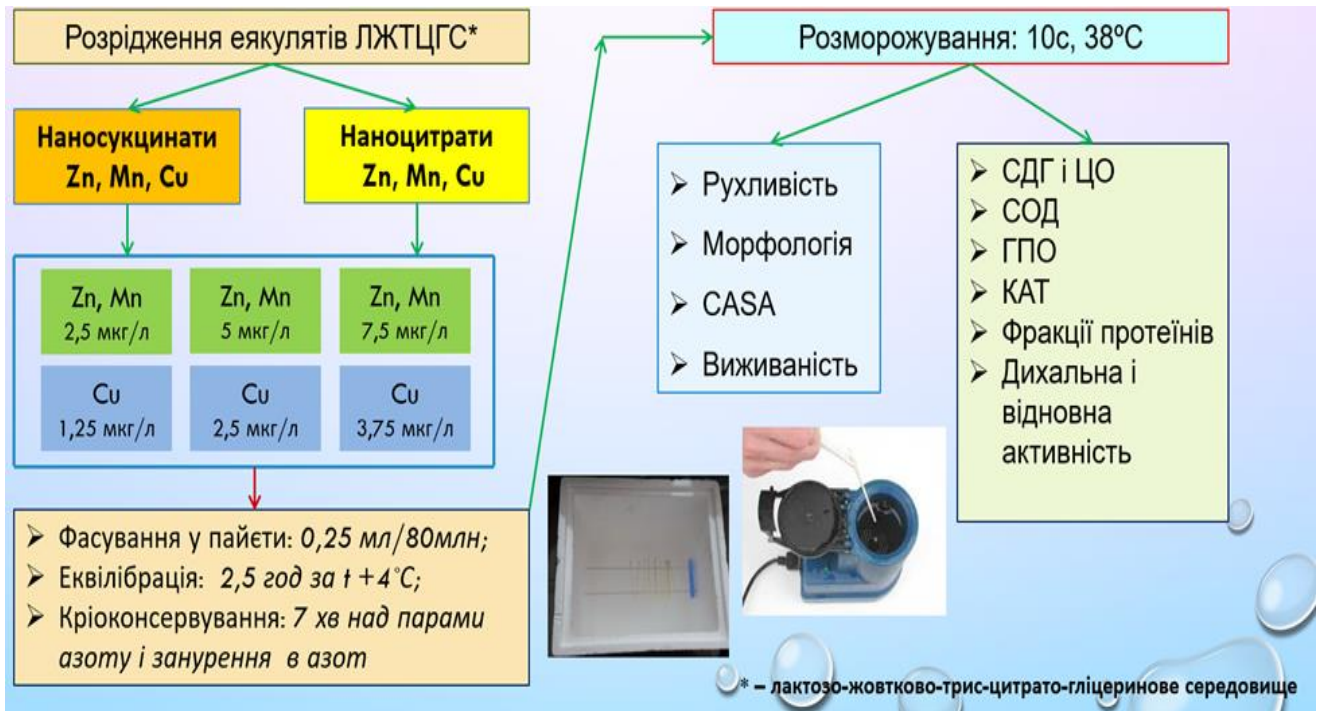 Розрідження еякулятів ЛЖТЦГС*
Наносукцинати
Zn, Mn, Cu
Наноцитрати
Zn, Mn, Cu
Zn, Mn
2,5 мкг/л
Zn, Mn
5 мкг/л
Zn, Mn
7,5 мкг/л
Cu
1,25 мкг/л
Cu
2,5 мкг/л
Cu
3,75 мкг/л
➢ Фасування у пайєти: 0,25 мл/80млн;
➢ Еквілібрація: 2,5 год за t +4°C;
➢ Кріоконсервування: 7 хв над парами
азоту і занурення в азот
Розморожування: 10с, 38ºС
➢ Рухливість
➢ Морфологія
➢ CASA
➢ Виживаність
➢ СДГ і ЦО
➢ СОД
➢ ГПО
➢ КАТ
➢ Фракції протеїнів
➢ Дихальна і
відновна
активність
* – лактозо-жовтково-трис-цитрато-гліцеринове середовище